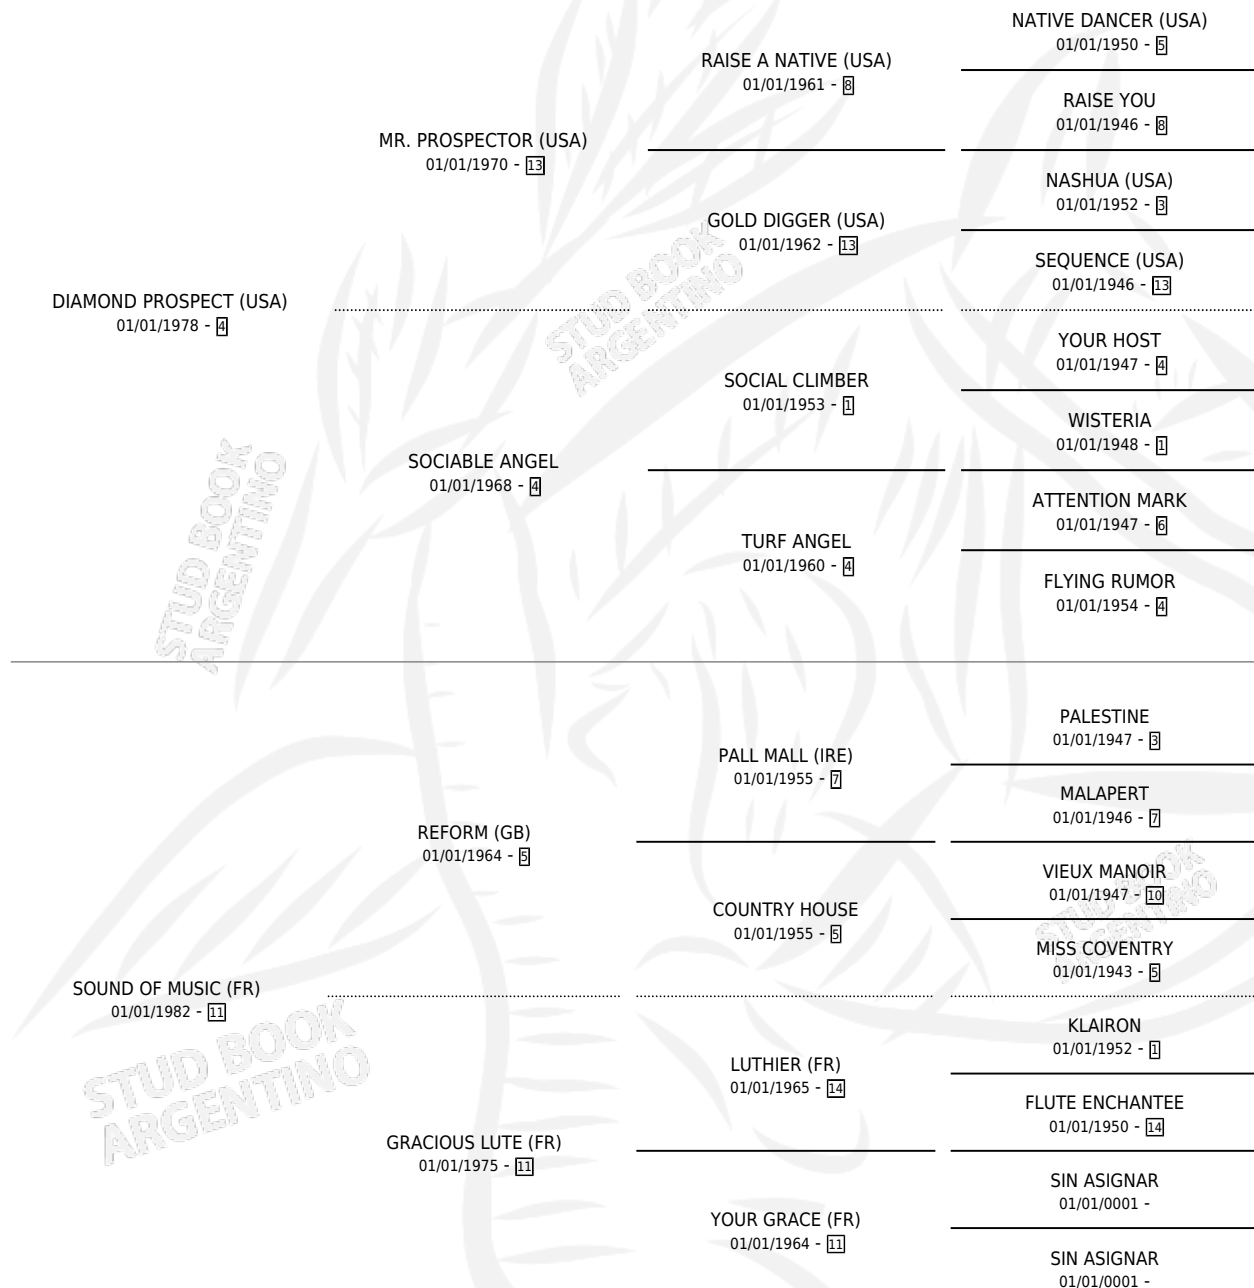 NATIVE DANCER (USA)
01/01/1950 - 5
RAISE A NATIVE (USA)
01/01/1961 - 8
RAISE YOU
01/01/1946 - 8
MR. PROSPECTOR (USA)
01/01/1970 - 13
NASHUA (USA)
01/01/1952 - 3
GOLD DIGGER (USA)
01/01/1962 - 13
SEQUENCE (USA)
01/01/1946 - 13
DIAMOND PROSPECT (USA)
01/01/1978 - 4
YOUR HOST
01/01/1947 - 4
SOCIAL CLIMBER
01/01/1953 - 1
WISTERIA
01/01/1948 - 1
SOCIABLE ANGEL
01/01/1968 - 4
ATTENTION MARK
01/01/1947 - 6
TURF ANGEL
01/01/1960 - 4
FLYING RUMOR
01/01/1954 - 4
PALESTINE
01/01/1947 - 3
PALL MALL (IRE)
01/01/1955 - 7
MALAPERT
01/01/1946 - 7
REFORM (GB)
01/01/1964 - 5
VIEUX MANOIR
01/01/1947 - 10
COUNTRY HOUSE
01/01/1955 - 5
MISS COVENTRY
01/01/1943 - 5
SOUND OF MUSIC (FR)
01/01/1982 - 11
KLAIRON
01/01/1952 - 1
LUTHIER (FR)
01/01/1965 - 14
FLUTE ENCHANTEE
01/01/1950 - 14
GRACIOUS LUTE (FR)
01/01/1975 - 11
SIN ASIGNAR
01/01/0001 -
YOUR GRACE (FR)
01/01/1964 - 11
SIN ASIGNAR
01/01/0001 -
STUD BOOK
ARGENTINO
STUD BOOK
ARGENTINO
STUD BOOK
ARGENTINO
STUD BOOK
ARGENTINO